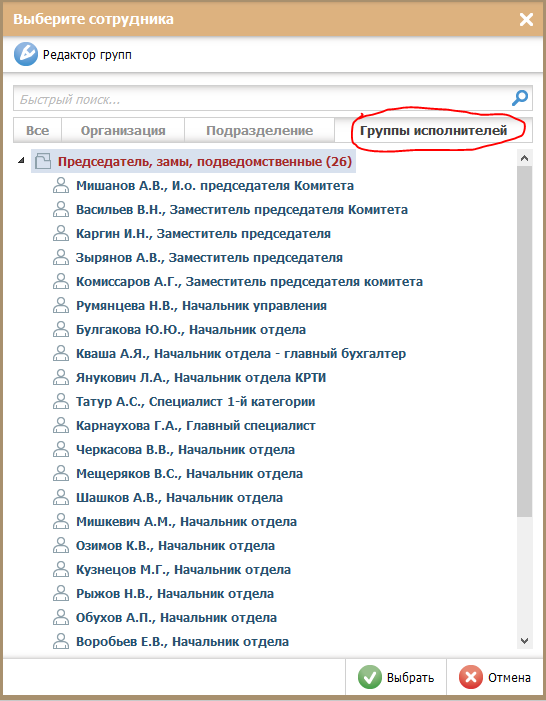 Выберите сотрудника
Редактор групп
Быстрый поиск...
Все Организация Подразделение Группы исполнителей
Председатель, замы, подведомственные (26)
Мишанов А.В., И.о. председателя Комитета
Васильев В.Н., Заместитель председателя Комитета
Каргин И.Н., Заместитель председателя
Зырянов А.В., Заместитель председателя
Комиссаров А.Г., Заместитель председателя комитета
Румянцева Н.В., Начальник управления
Булгакова Ю.Ю., Начальник отдела
Кваша А.Я., Начальник отдела - главный бухгалтер
Янукович Л.А., Начальник отдела КРТИ
Татур А.С., Специалист 1-й категории
Карнаухова Г.А., Главный специалист
Черкасова В.В., Начальник отдела
Мещеряков В.С., Начальник отдела
Шашков А.В., Начальник отдела
Мишкевич А.М., Начальник отдела
Озимов К.В., Начальник отдела
Кузнецов М.Г., Начальник отдела
Рыжов Н.В., Начальник отдела
Обухов А.П., Начальник отдела
Воробьев Е.В., Начальник отдела
Выбрать Отмена